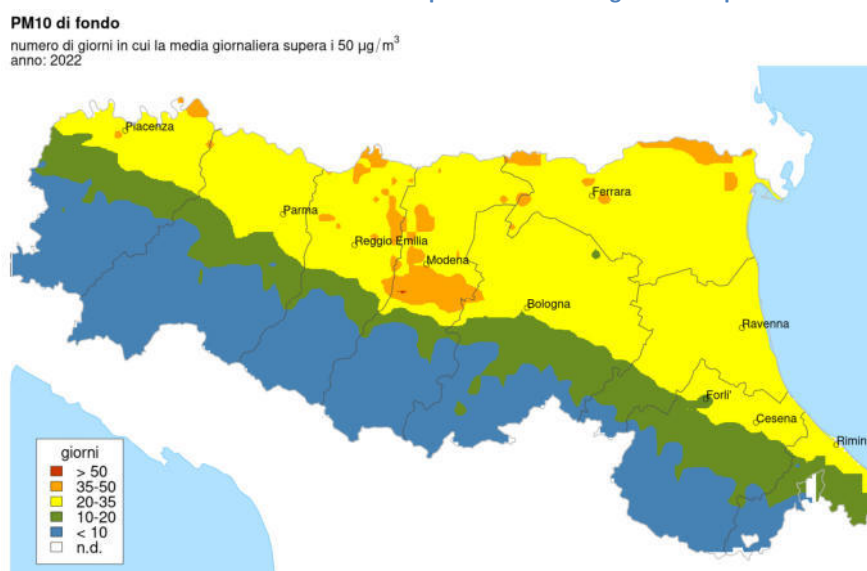 PM10 di fondo
numero di giorni in cui la media giornaliera supera i 50 µg/m³
anno: 2022
Piacenza
Parma
Reggio Emilia
Modena
Ferrara
Bologna
Ravenna
Forli'
Cesena
Rimin
giorni
> 50
35-50
20-35
10-20
< 10
n.d.